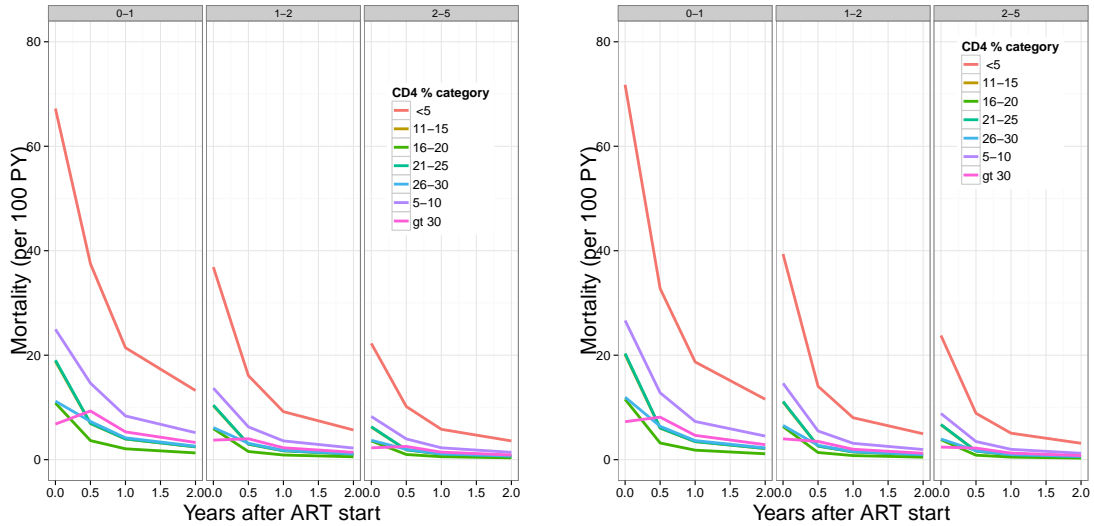 0−1 1−2 2−5
80
60
40
20
0
Mortality (per 100 PY)
CD4 % category
<5
11−15
16−20
21−25
26−30
5−10
gt 30
0.0 0.5 1.0 2.0 0.0 0.5 1.0 2.0 0.0 0.5 1.0 1.5 2.0
Years after ART start
0−1 1−2 2−5
80
60
40
20
0
Mortality (per 100 PY)
CD4 % category
<5
11−15
16−20
21−25
26−30
5−10
gt 30
0.0 0.5 1.0 1.5 2.0 0.0 0.5 1.0 1.5 2.0 0.0 0.5 1.0 1.5 2.0
Years after ART start